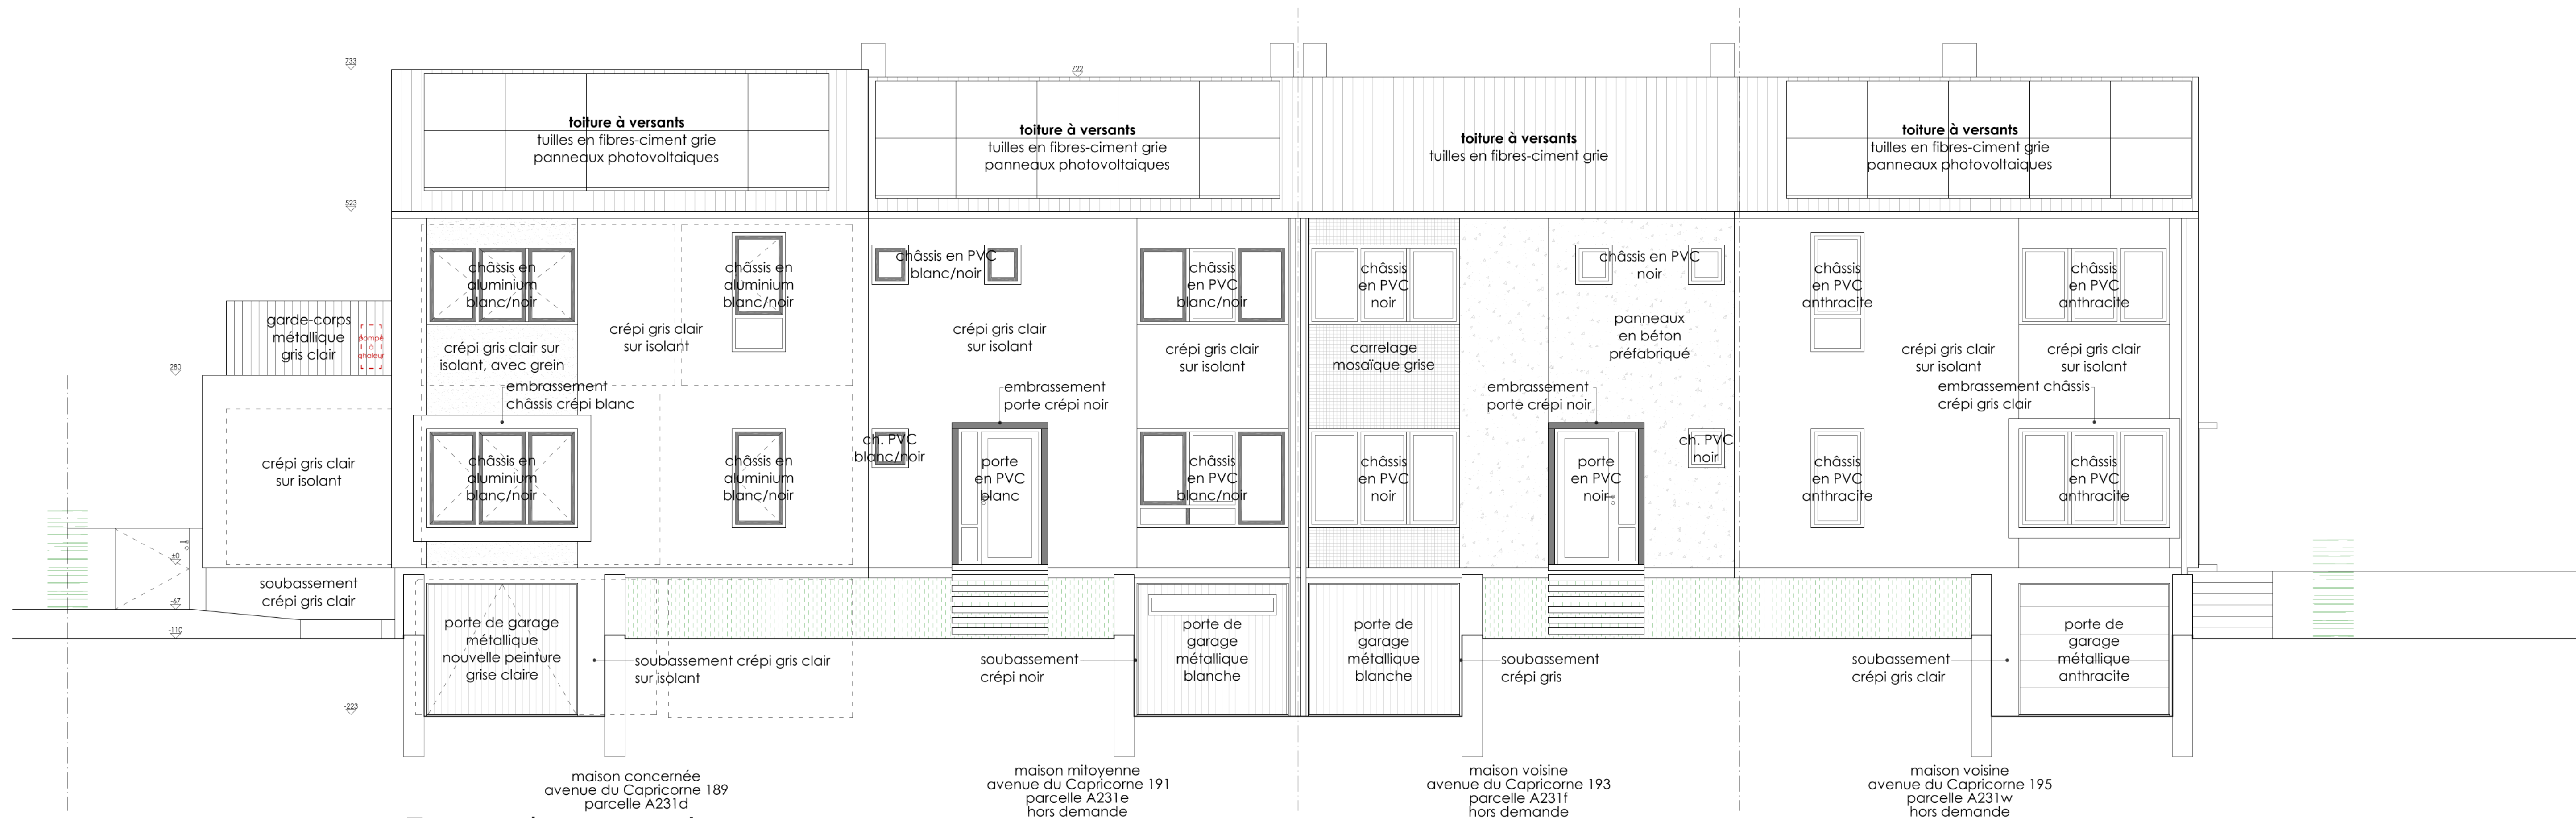 733
722
toiture à versants
tuilles en fibres-ciment grie
panneaux photovoltaiques
toiture à versants
tuilles en fibres-ciment grie
panneaux photovoltaiques
toiture à versants
tuilles en fibres-ciment grie
toiture à versants
tuilles en fibres-ciment grie
panneaux photovoltaiques
523
châssis en
aluminium
blanc/noir
châssis en
aluminium
blanc/noir
châssis en PVC
blanc/noir
châssis
en PVC
blanc/noir
châssis
en PVC
noir
châssis en PVC
noir
châssis
en PVC
anthracite
châssis
en PVC
anthracite
garde-corps
métallique
gris clair
pompe
à
chaleur
crépi gris clair sur
isolant, avec grein
crépi gris clair
sur isolant
crépi gris clair
sur isolant
crépi gris clair
sur isolant
carrelage
mosaïque grise
panneaux
en béton
préfabriqué
crépi gris clair
sur isolant
crépi gris clair
sur isolant
280
embrassement
châssis crépi blanc
embrassement
porte crépi noir
embrassement
porte crépi noir
embrassement châssis
crépi gris clair
crépi gris clair
sur isolant
châssis en
aluminium
blanc/noir
châssis en
aluminium
blanc/noir
ch. PVC
blanc/noir
porte
en PVC
blanc
châssis
en PVC
blanc/noir
châssis
en PVC
noir
porte
en PVC
noir
ch. PVC
noir
châssis
en PVC
anthracite
châssis
en PVC
anthracite
±0
soubassement
crépi gris clair
-67
-110
porte de garage
métallique
nouvelle peinture
grise claire
soubassement crépi gris clair
sur isolant
soubassement
crépi noir
porte de
garage
métallique
blanche
porte de
garage
métallique
blanche
soubassement
crépi gris
soubassement
crépi gris clair
porte de
garage
métallique
anthracite
-223
maison concernée
avenue du Capricorne 189
parcelle A231d
maison mitoyenne
avenue du Capricorne 191
parcelle A231e
hors demande
maison voisine
avenue du Capricorne 193
parcelle A231f
hors demande
maison voisine
avenue du Capricorne 195
parcelle A231w
hors demande